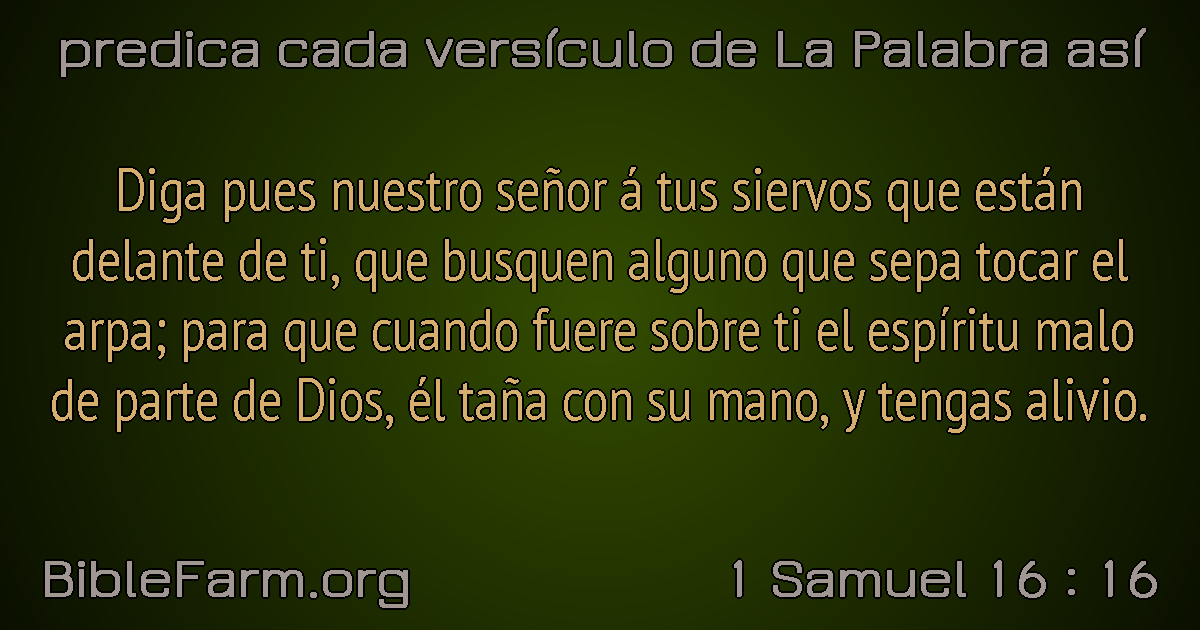 predica cada versículo de La Palabra así
Diga pues nuestro señor á tus siervos que están
delante de ti, que busquen alguno que sepa tocar el
arpa; para que cuando fuere sobre ti el espíritu malo
de parte de Dios, él taña con su mano, y tengas alivio.
BibleFarm.org
1 Samuel 16 : 16